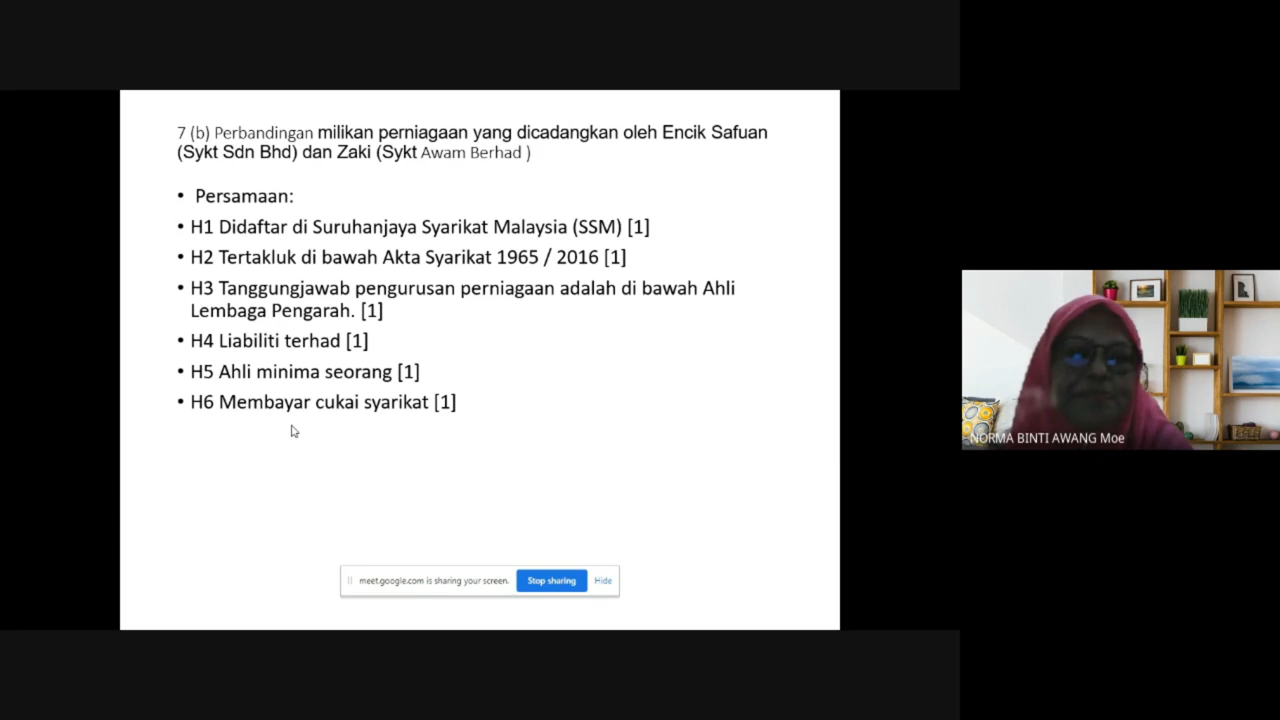 7 (b) Perbandingan milikan perniagaan yang dicadangkan oleh Encik Safuan
(Sykt Sdn Bhd) dan Zaki (Sykt Awam Berhad )
• Persamaan:
• H1 Didaftar di Suruhanjaya Syarikat Malaysia (SSM) [1]
• H2 Tertakluk di bawah Akta Syarikat 1965 / 2016 [1]
• H3 Tanggungjawab pengurusan perniagaan adalah di bawah Ahli
Lembaga Pengarah. [1]
• H4 Liabiliti terhad [1]
• H5 Ahli minima seorang [1]
• H6 Membayar cukai syarikat [1]
NORMA BINTI AWANG Moe
meet.google.com is sharing your screen. Stop sharing Hide